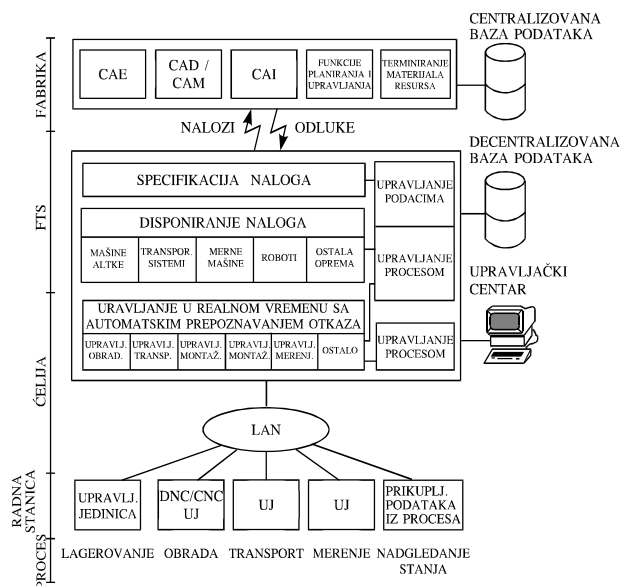 CENTRALIZOVANA
BAZA PODATAKA
FABRIKA
CAE
CAD /
CAM
CAI
FUNKCIJE
PLANIRANJA I
UPRAVLJANJA
TERMINIRANJE
MATERIJALA
RESURSA
NALOZI
ODLUKE
DECENTRALIZOVANA
BAZA PODATAKA
FTS
SPECIFIKACIJA NALOGA
UPRAVLJANJE
PODACIMA
DISPONIRANJE NALOGA
MAŠINE
ALTKE
TRANSPOR.
SISTEMI
MERNE
MAŠINE
ROBOTI
OSTALA
OPREMA
UPRAVLJANJE
PROCESOM
UPRAVLJAČKI
CENTAR
ĆELIJA
URAVLJANJE U REALNOM VREMENU SA
AUTOMATSKIM PREPOZNAVANJEM OTKAZA
UPRAVLJ.
OBRAD.
UPRAVLJ.
TRANSP.
UPRAVLJ.
MONTAŽ.
UPRAVLJ.
MONTAŽ.
UPRAVLJ.
MERENJ.
OSTALO
UPRAVLJANJE
PROCESOM
LAN
RADNA
STANICA
UPRAVLJ.
JEDINICA
DNC/CNC
UJ
UJ
UJ
PRIKUPLJ.
PODATAKA
IZ PROCESA
PROCES
LAGEROVANJE
OBRADA
TRANSPORT
MERENJE
NADGLEDANJE
STANJA